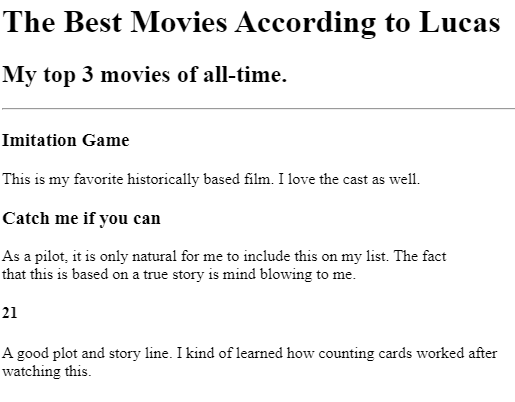 The Best Movies According to Lucas
My top 3 movies of all-time.
Imitation Game
This is my favorite historically based film. I love the cast as well.
Catch me if you can
As a pilot, it is only natural for me to include this on my list. The fact
that this is based on a true story is mind blowing to me.
21
A good plot and story line. I kind of learned how counting cards worked after
watching this.